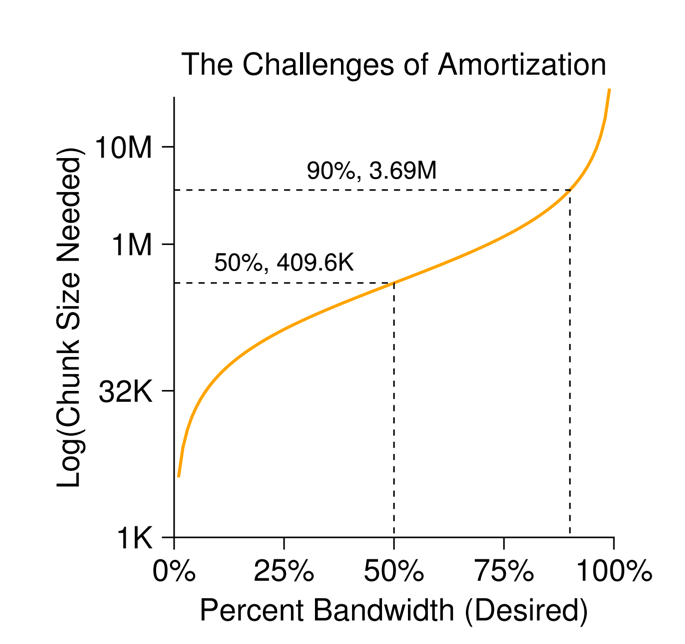 The Challenges of Amortization
10M
90%, 3.69M
1M
50%, 409.6K
32K
1K
Log(Chunk Size Needed)
0% 25% 50% 75% 100%
Percent Bandwidth (Desired)